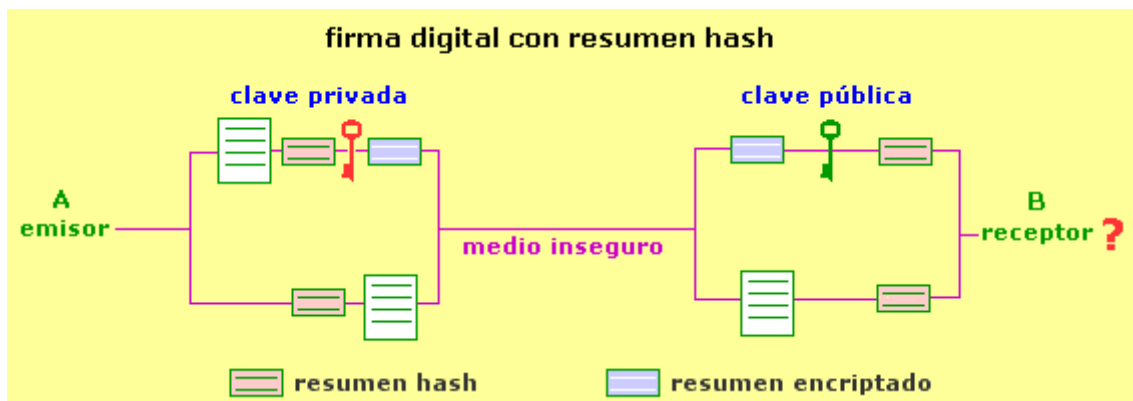 firma digital con resumen hash
clave privada
clave pública
A
emisor
medio inseguro
B
receptor ?
resumen hash
resumen encriptado